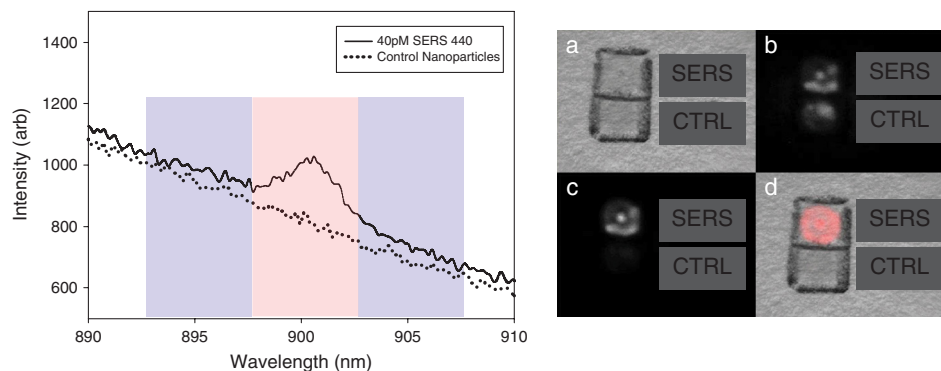 1400
1200
1000
800
600
Intensity (arb)
890
895
900
905
910
Wavelength (nm)
40pM SERS 440
Control Nanoparticles
a
SERS
CTRL
b
SERS
CTRL
c
SERS
CTRL
d
SERS
CTRL